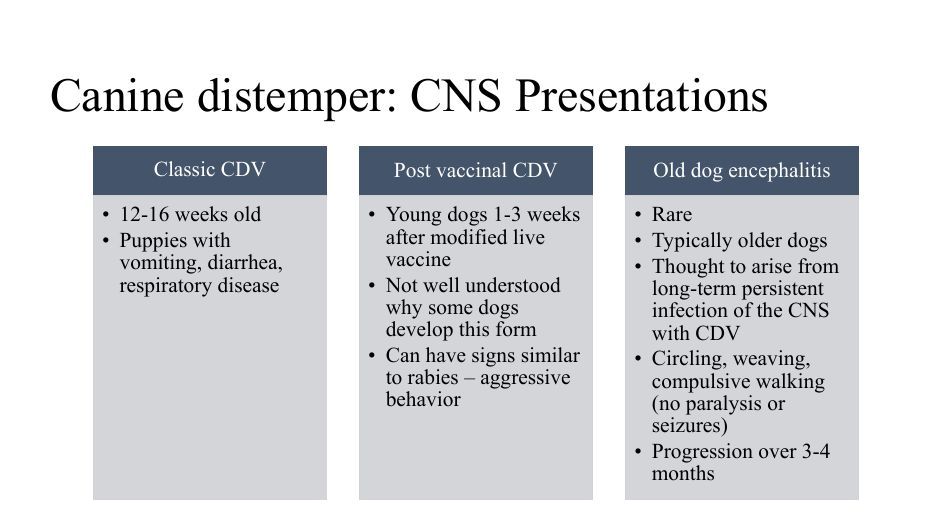 Canine distemper: CNS Presentations
Classic CDV
• 12-16 weeks old
• Puppies with
vomiting, diarrhea,
respiratory disease
Post vaccinal CDV
• Young dogs 1-3 weeks
after modified live
vaccine
• Not well understood
why some dogs
develop this form
• Can have signs similar
to rabies – aggressive
behavior
Old dog encephalitis
• Rare
• Typically older dogs
• Thought to arise from
long-term persistent
infection of the CNS
with CDV
• Circling, weaving,
compulsive walking
(no paralysis or
seizures)
• Progression over 3-4
months